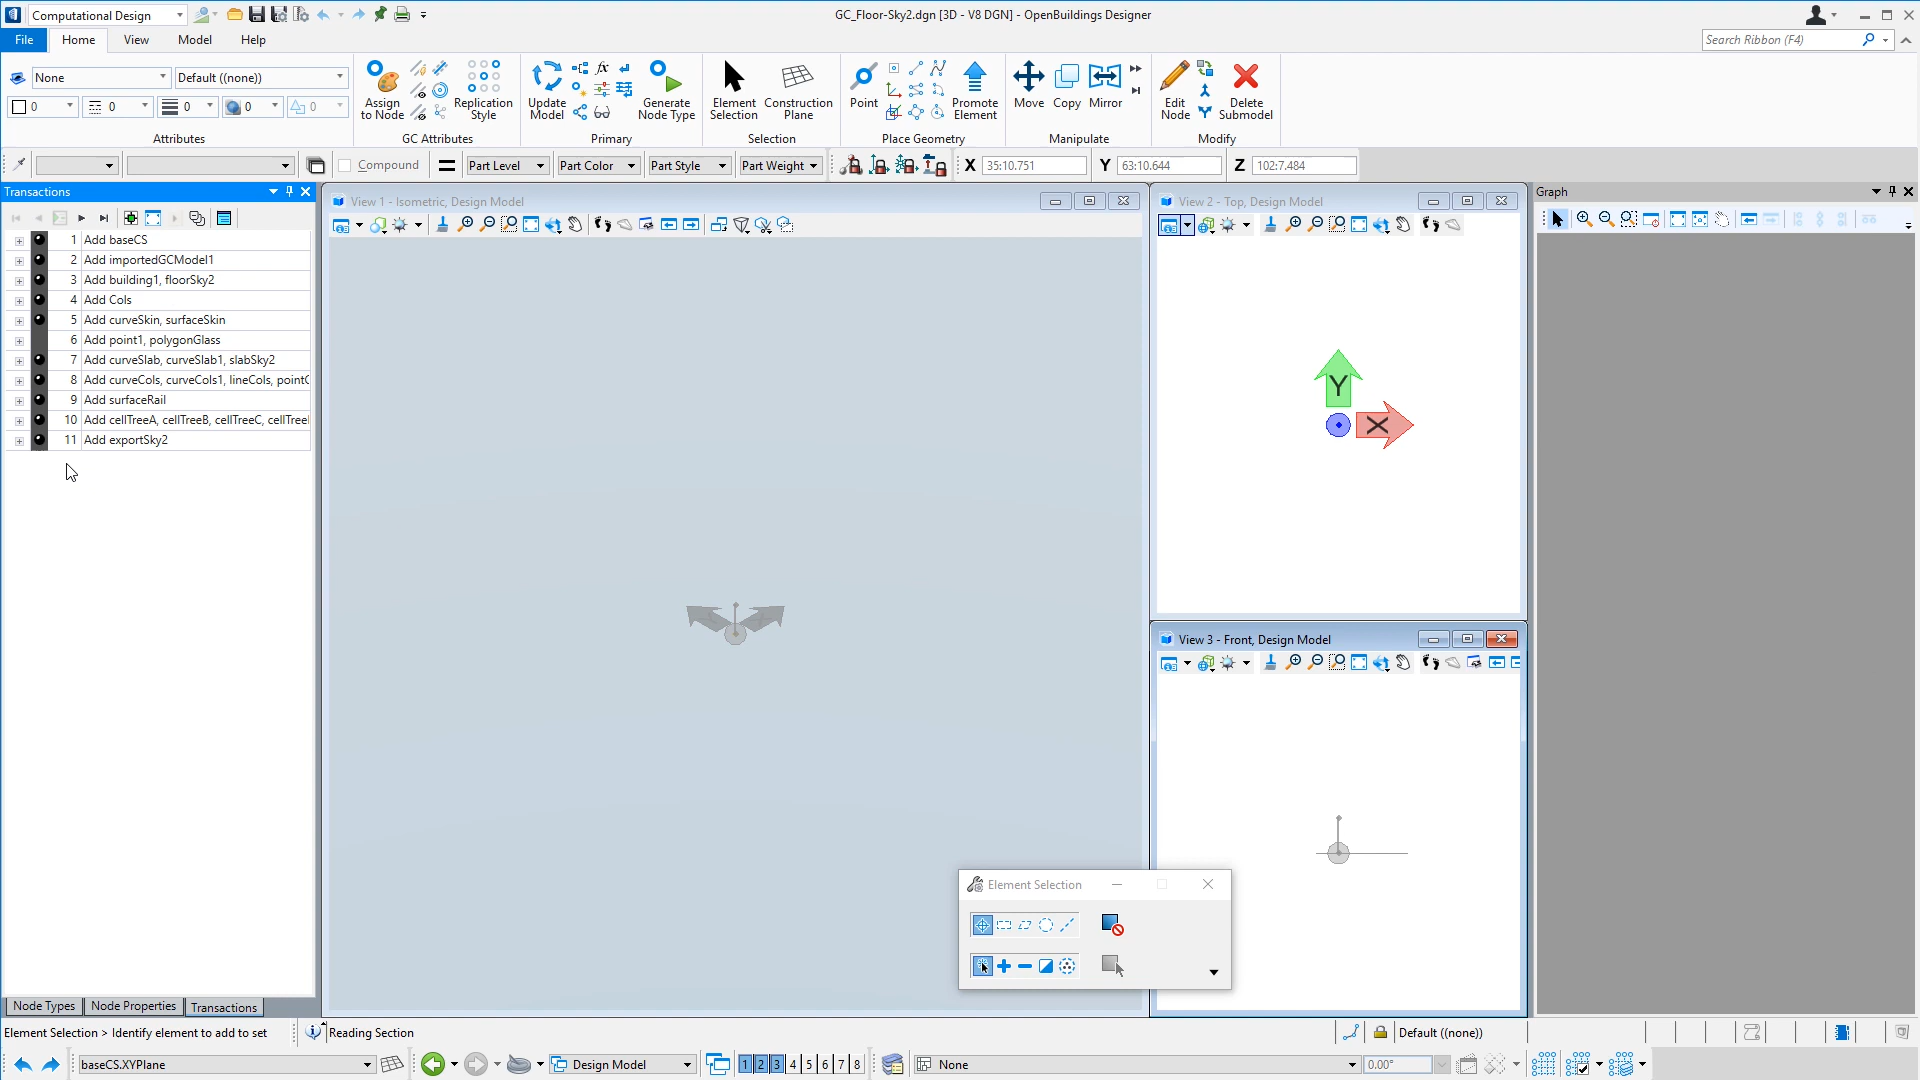 Computational Design
GC_Floor-Sky2.dgn [3D - V8 DGN] - OpenBuildings Designer
File
Home
View
Model
Help
Search Ribbon (F4)
None
Default ((none))
0
0
0
0
0
Attributes
Assign to Node
Replication Style
GC Attributes
Update Model
fx
Generate Node Type
Primary
Element Selection
Construction Plane
Selection
Point
Promote Element
Place Geometry
Move
Copy
Mirror
Manipulate
Edit Node
Delete Submodel
Modify
Compound
Part Level
Part Color
Part Style
Part Weight
X 35:10.751
Y 63:10.644
Z 102:7.484
Transactions
1 Add baseCS
2 Add importedGCModel1
3 Add building1, floorSky2
4 Add Cols
5 Add curveSkin, surfaceSkin
6 Add point1, polygonGlass
7 Add curveSlab, curveSlab1, slabSky2
8 Add curveCols, curveCols1, lineCols, point
9 Add surfaceRail
10 Add cellTreeA, cellTreeB, cellTreeC, cellTree
11 Add exportSky2
Node Types
Node Properties
Transactions
View 1 - Isometric, Design Model
View 2 - Top, Design Model
Y
X
View 3 - Front, Design Model
Graph
Element Selection
Element Selection > Identify element to add to set
Reading Section
Default ((none))
baseCS.XYPlane
Design Model
1 2 3 4 5 6 7 8
None
0.00°